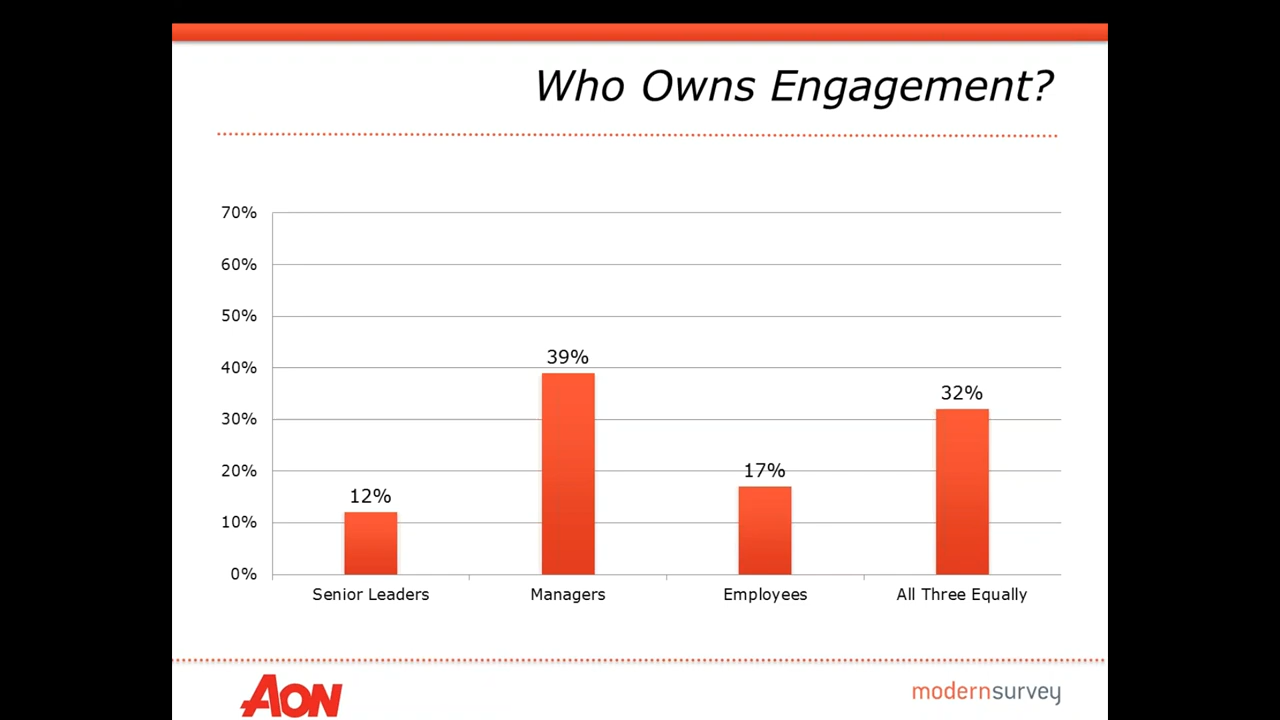 Who Owns Engagement?
70%
60%
50%
40%
30%
20%
10%
0%
12%
39%
17%
32%
Senior Leaders
Managers
Employees
All Three Equally
AON
modernsurvey